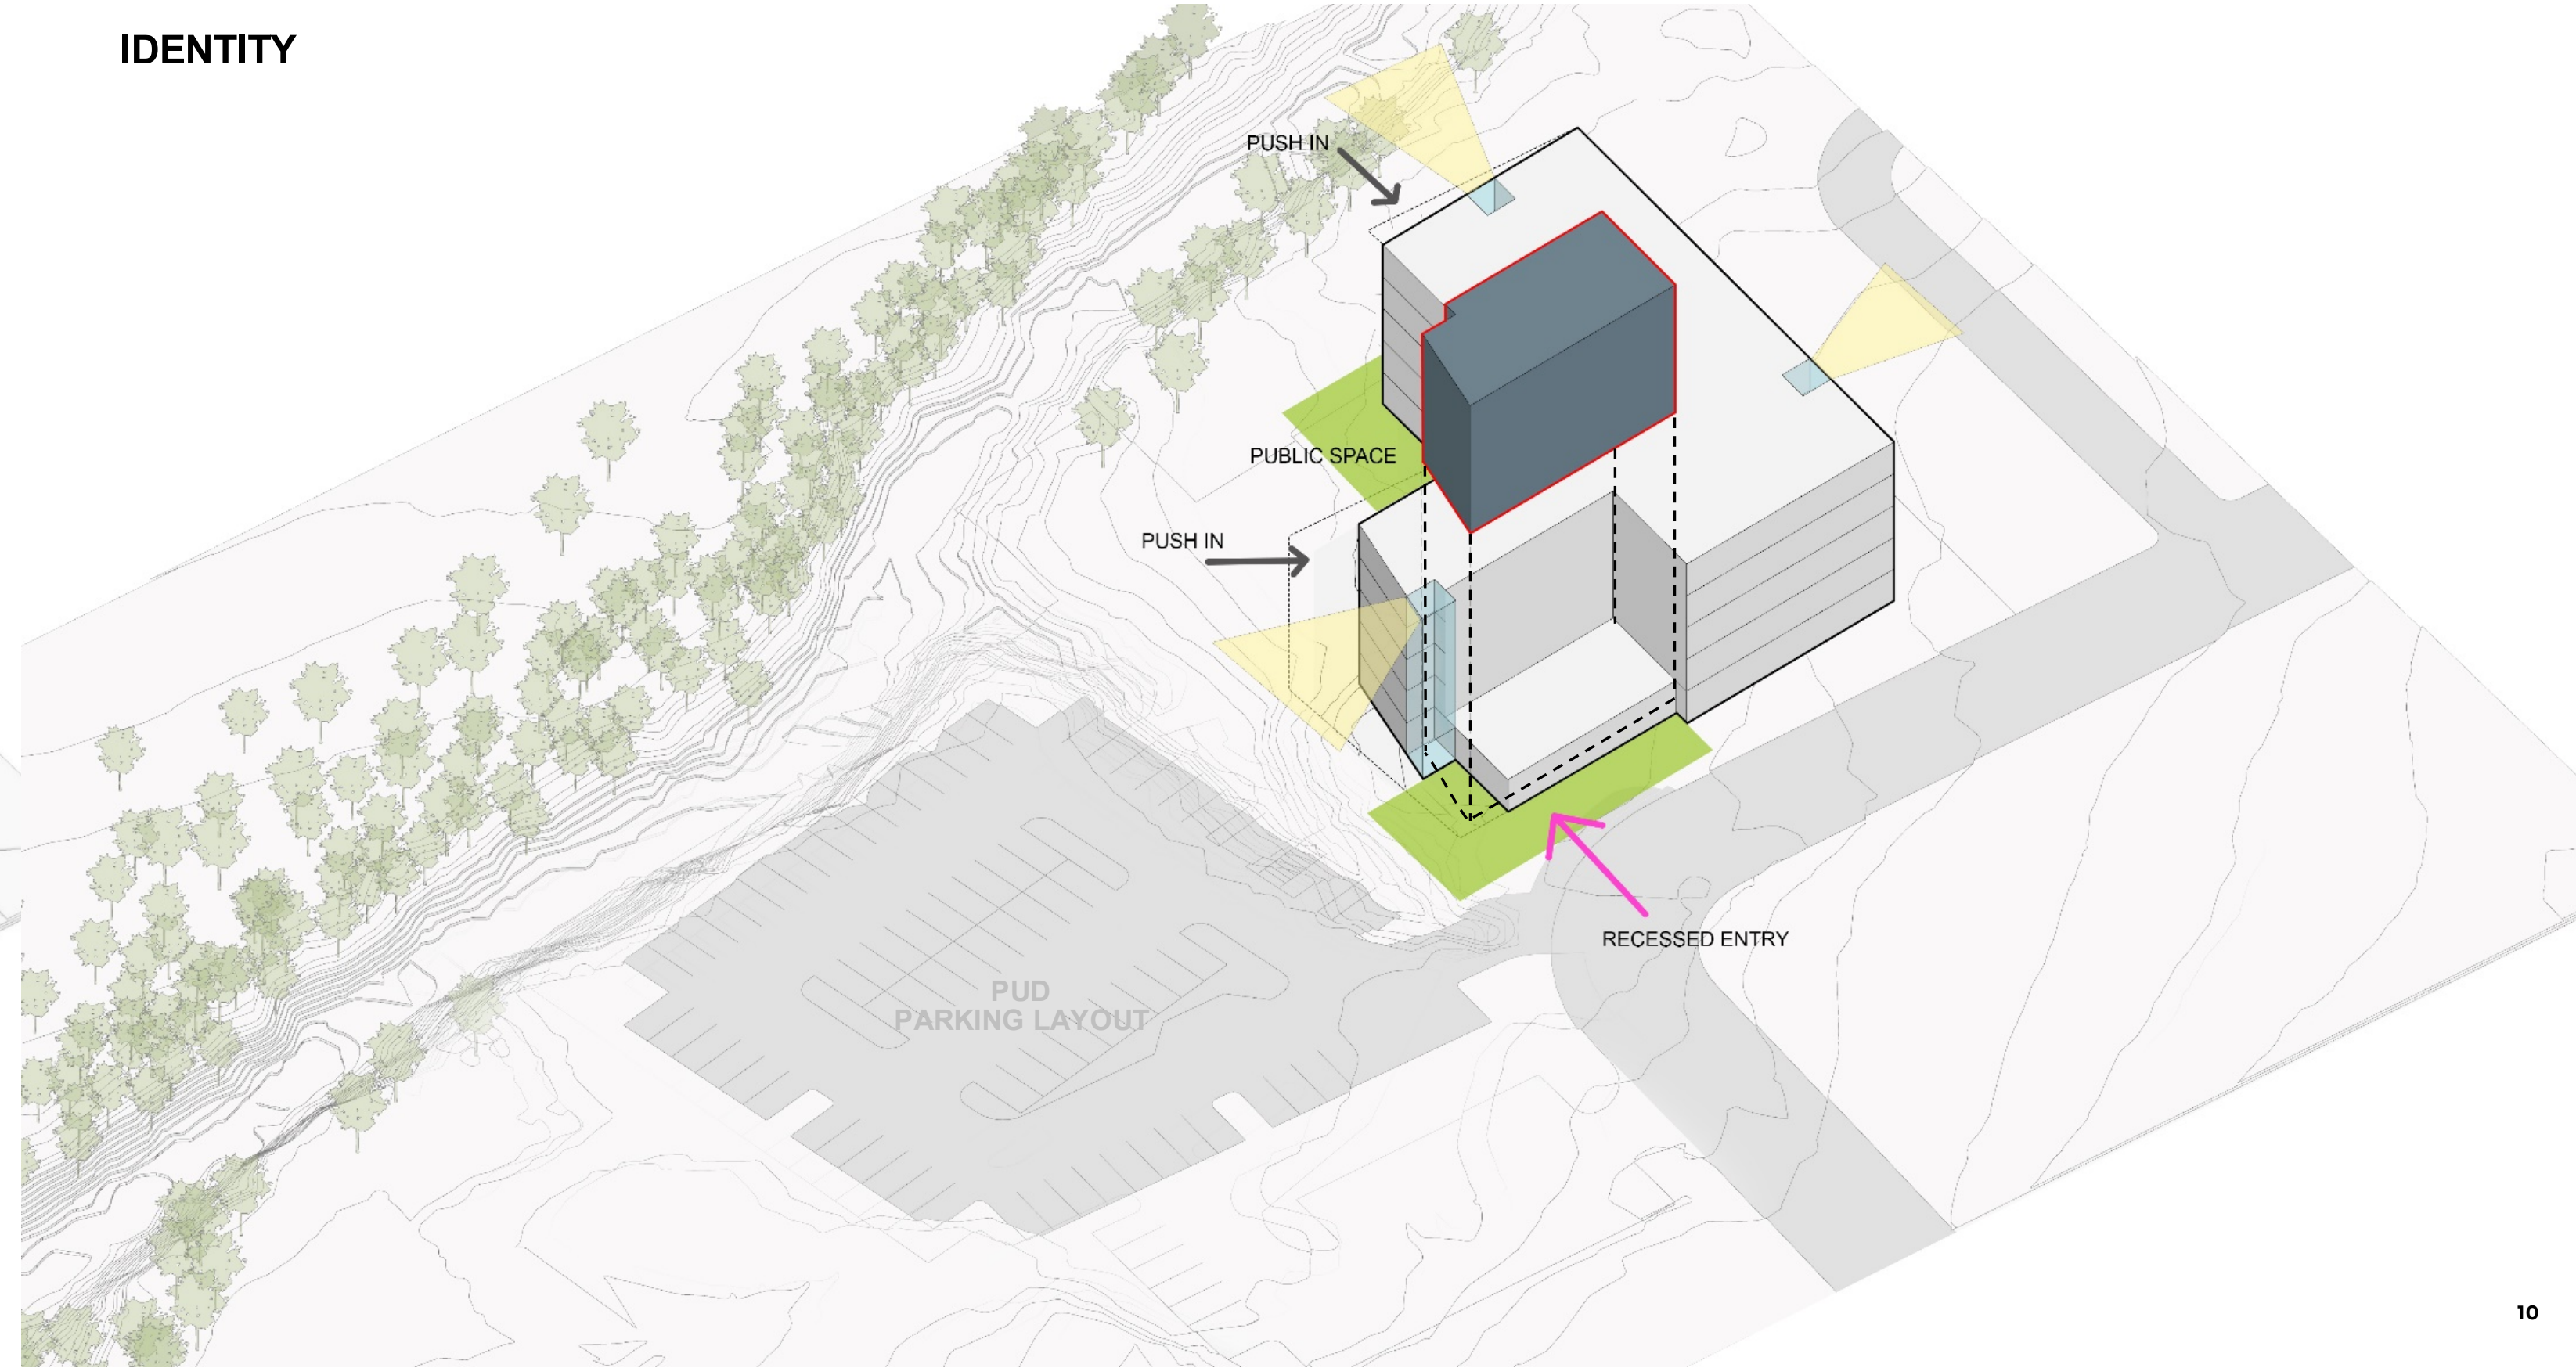 IDENTITY
PUSH IN
PUBLIC SPACE
PUSH IN
RECESSED ENTRY
PUD
PARKING LAYOUT
10